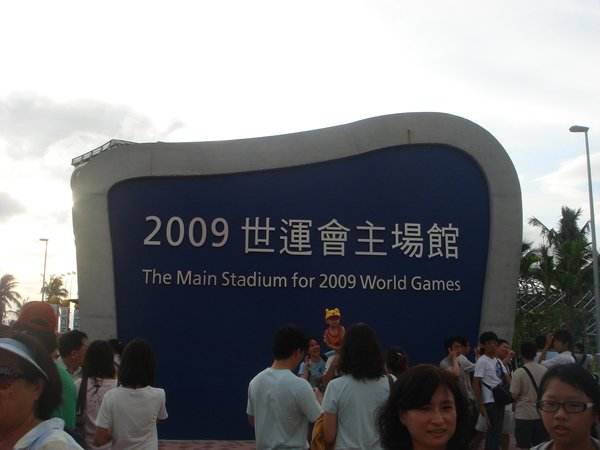 2009 世運會主場館
The Main Stadium for 2009 World Games